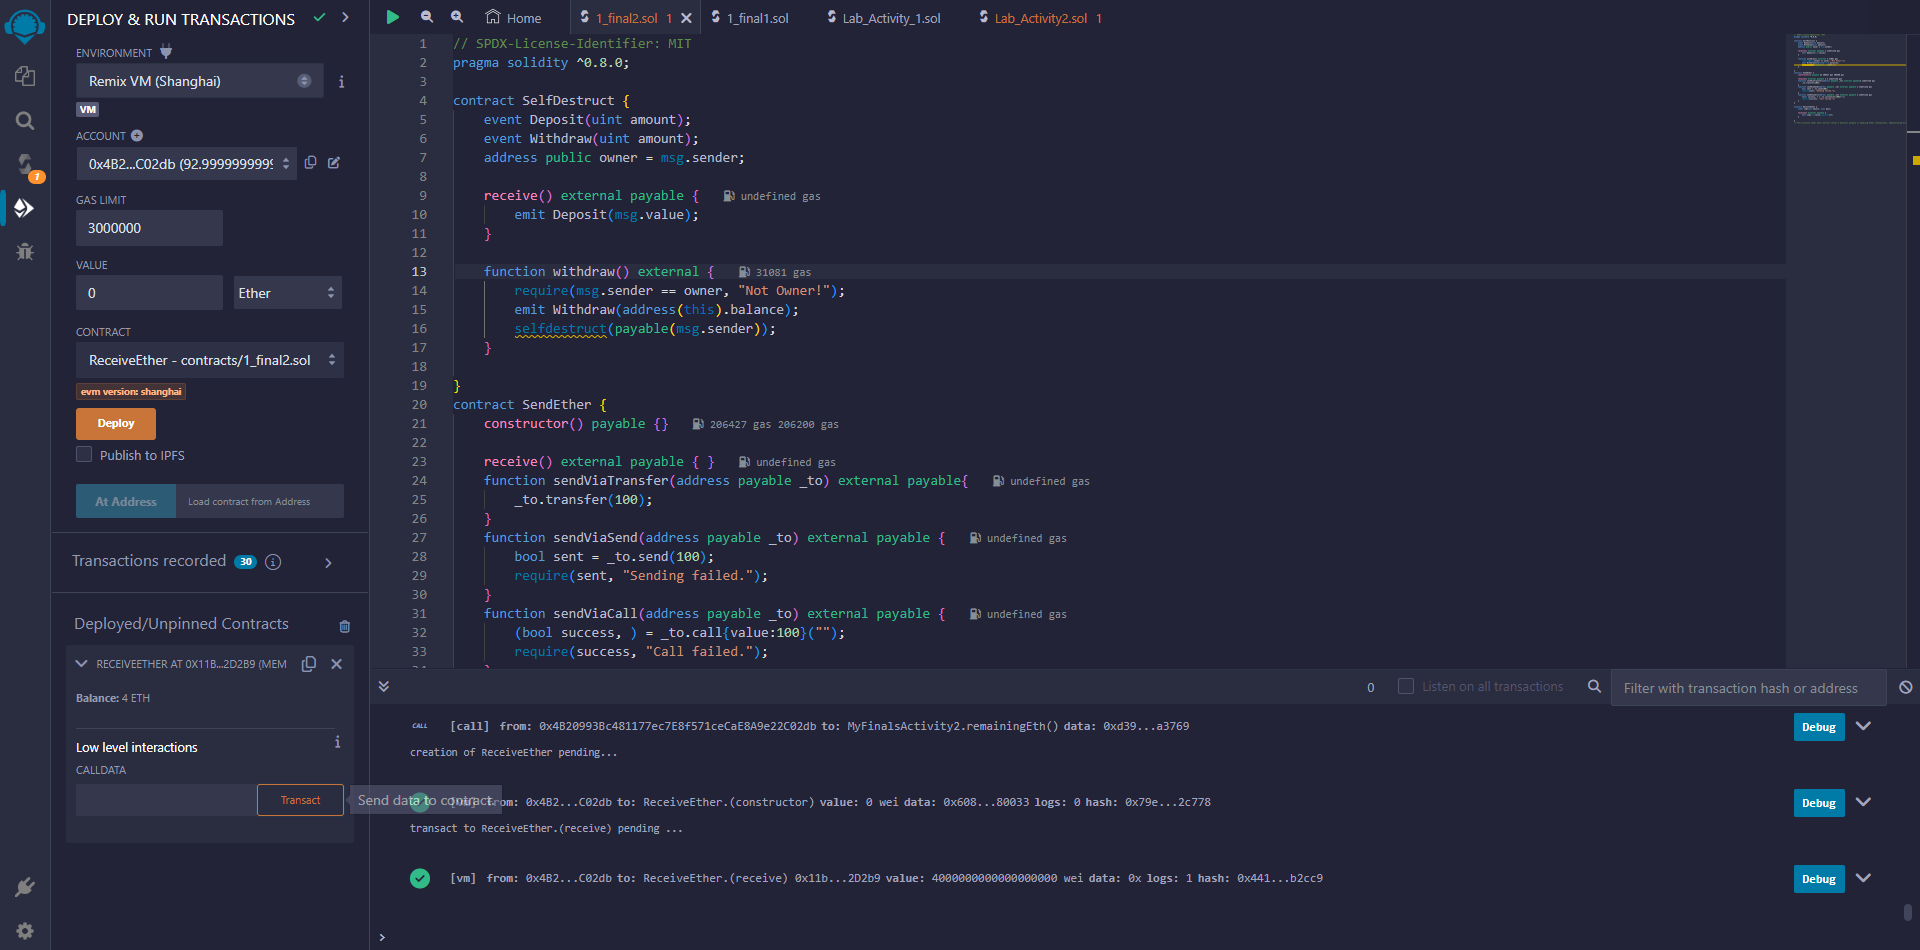 DEPLOY & RUN TRANSACTIONS
ENVIRONMENT
Remix VM (Shanghai)
VM
ACCOUNT
0x4B2...C02db (92.9999999999
GAS LIMIT
3000000
VALUE
0
Ether
CONTRACT
ReceiveEther - contracts/1_final2.sol
evm version: shanghai
Deploy
Publish to IPFS
At Address
Load contract from Address
Transactions recorded 30
Deployed/Unpinned Contracts
RECEIVEETHER AT 0X11B...2D2B9 (MEM
Balance: 4 ETH
Low level interactions
CALLDATA
Transact
Send data to contract.
1
Home
1_final2.sol 1
1_final1.sol
Lab_Activity_1.sol
Lab_Activity2.sol 1
1 // SPDX-License-Identifier: MIT
2 pragma solidity ^0.8.0;
3
4 contract SelfDestruct {
5 event Deposit(uint amount);
6 event Withdraw(uint amount);
7 address public owner = msg.sender;
8
9 receive() external payable { undefined gas
10 emit Deposit(msg.value);
11 }
12
13 function withdraw() external { 31081 gas
14 require(msg.sender == owner, "Not Owner!");
15 emit Withdraw(address(this).balance);
16 selfdestruct(payable(msg.sender));
17 }
18
19 }
20 contract SendEther {
21 constructor() payable {} 206427 gas 206200 gas
22
23 receive() external payable { } undefined gas
24 function sendViaTransfer(address payable _to) external payable{ undefined gas
25 _to.transfer(100);
26 }
27 function sendViaSend(address payable _to) external payable { undefined gas
28 bool sent = _to.send(100);
29 require(sent, "Sending failed.");
30 }
31 function sendViaCall(address payable _to) external payable { undefined gas
32 (bool success, ) = _to.call{value:100}("");
33 require(success, "Call failed.");
0
Listen on all transactions
Filter with transaction hash or address
CALL [call] from: 0x4B20993Bc481177ec7E8f571ceCaE8A9e22C02db to: MyFinalsActivity2.remainingEth() data: 0xd39...a3769
Debug
creation of ReceiveEther pending...
from: 0x4B2...C02db to: ReceiveEther.(constructor) value: 0 wei data: 0x608...80033 logs: 0 hash: 0x79e...2c778
Debug
transact to ReceiveEther.(receive) pending ...
[vm] from: 0x4B2...C02db to: ReceiveEther.(receive) 0x11b...2D2b9 value: 4000000000000000000 wei data: 0x logs: 1 hash: 0x441...b2cc9
Debug
>